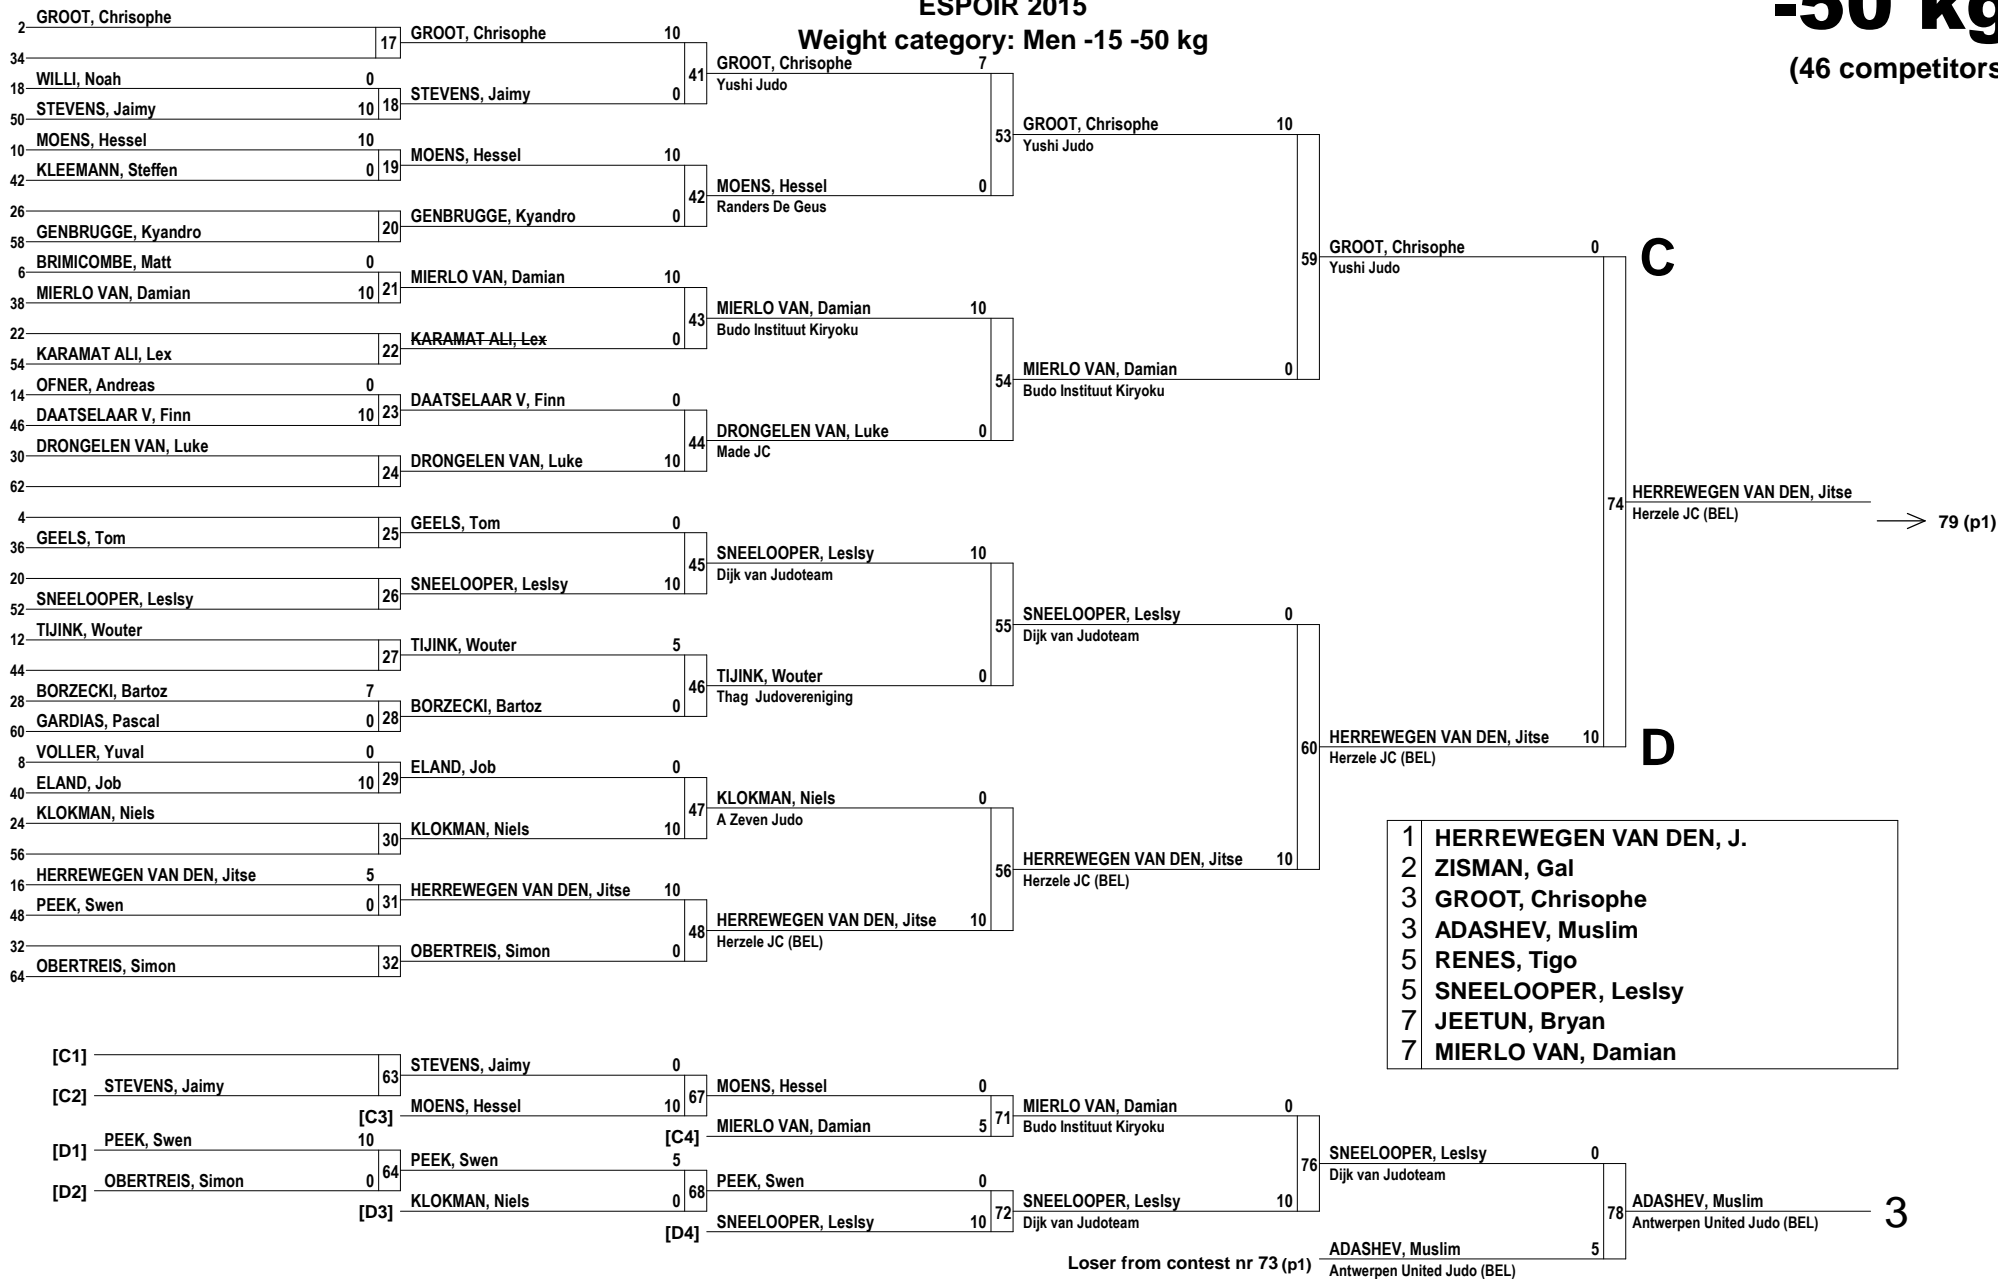 ESPOIR 2015
Weight category: Men -15 -50 kg
-50 kg
(46 competitors
2 GROOT, Chrisophe
34
17
18 WILLI, Noah 0
50 STEVENS, Jaimy 10
18
10 MOENS, Hessel 10
42 KLEEMANN, Steffen 0
19
26
58 GENBRUGGE, Kyandro
20
6 BRIMICOMBE, Matt 0
38 MIERLO VAN, Damian 10
21
22
54 KARAMAT ALI, Lex
22
14 OFNER, Andreas 0
46 DAATSELAAR V, Finn 10
23
30 DRONGELEN VAN, Luke
62
24
4
36 GEELS, Tom
25
20
52 SNEELOOPER, Leslsy
26
12 TIJINK, Wouter
44
27
28 BORZECKI, Bartoz 7
60 GARDIAS, Pascal 0
28
8 VOLLER, Yuval 0
40 ELAND, Job 10
29
24 KLOKMAN, Niels
56
30
16 HERREWEGEN VAN DEN, Jitse 5
48 PEEK, Swen 0
31
32
64 OBERTREIS, Simon
32
GROOT, Chrisophe 10
STEVENS, Jaimy 0
41
MOENS, Hessel 10
GENBRUGGE, Kyandro 0
42
MIERLO VAN, Damian 10
KARAMAT ALI, Lex 0
43
DAATSELAAR V, Finn 0
DRONGELEN VAN, Luke 10
44
GEELS, Tom 0
SNEELOOPER, Leslsy 10
45
TIJINK, Wouter 5
BORZECKI, Bartoz 0
46
ELAND, Job 0
KLOKMAN, Niels 10
47
HERREWEGEN VAN DEN, Jitse 10
OBERTREIS, Simon 0
48
GROOT, Chrisophe 7
Yushi Judo
MOENS, Hessel 0
Randers De Geus
53
MIERLO VAN, Damian 10
Budo Instituut Kiryoku
DRONGELEN VAN, Luke 0
Made JC
54
SNEELOOPER, Leslsy 10
Dijk van Judoteam
TIJINK, Wouter 0
Thag Judovereniging
55
KLOKMAN, Niels 0
A Zeven Judo
HERREWEGEN VAN DEN, Jitse 10
Herzele JC (BEL)
56
GROOT, Chrisophe 10
Yushi Judo
MIERLO VAN, Damian 0
Budo Instituut Kiryoku
59
SNEELOOPER, Leslsy 0
Dijk van Judoteam
HERREWEGEN VAN DEN, Jitse 10
Herzele JC (BEL)
60
GROOT, Chrisophe 0
Yushi Judo
C
HERREWEGEN VAN DEN, Jitse 10
Herzele JC (BEL)
D
74
HERREWEGEN VAN DEN, Jitse
Herzele JC (BEL)
79 (p1)
1 HERREWEGEN VAN DEN, J.
2 ZISMAN, Gal
3 GROOT, Chrisophe
3 ADASHEV, Muslim
5 RENES, Tigo
5 SNEELOOPER, Leslsy
7 JEETUN, Bryan
7 MIERLO VAN, Damian
[C1]
[C2] STEVENS, Jaimy
63
[D1] PEEK, Swen 10
[D2] OBERTREIS, Simon 0
64
STEVENS, Jaimy 0
[C3] MOENS, Hessel 10
67
PEEK, Swen 5
[D3] KLOKMAN, Niels 0
68
MOENS, Hessel 0
[C4] MIERLO VAN, Damian 5
71
PEEK, Swen 0
[D4] SNEELOOPER, Leslsy 10
72
MIERLO VAN, Damian 0
Budo Instituut Kiryoku
SNEELOOPER, Leslsy 10
Dijk van Judoteam
76
SNEELOOPER, Leslsy 0
Dijk van Judoteam
Loser from contest nr 73 (p1) ADASHEV, Muslim 5
Antwerpen United Judo (BEL)
78
ADASHEV, Muslim
Antwerpen United Judo (BEL)
3